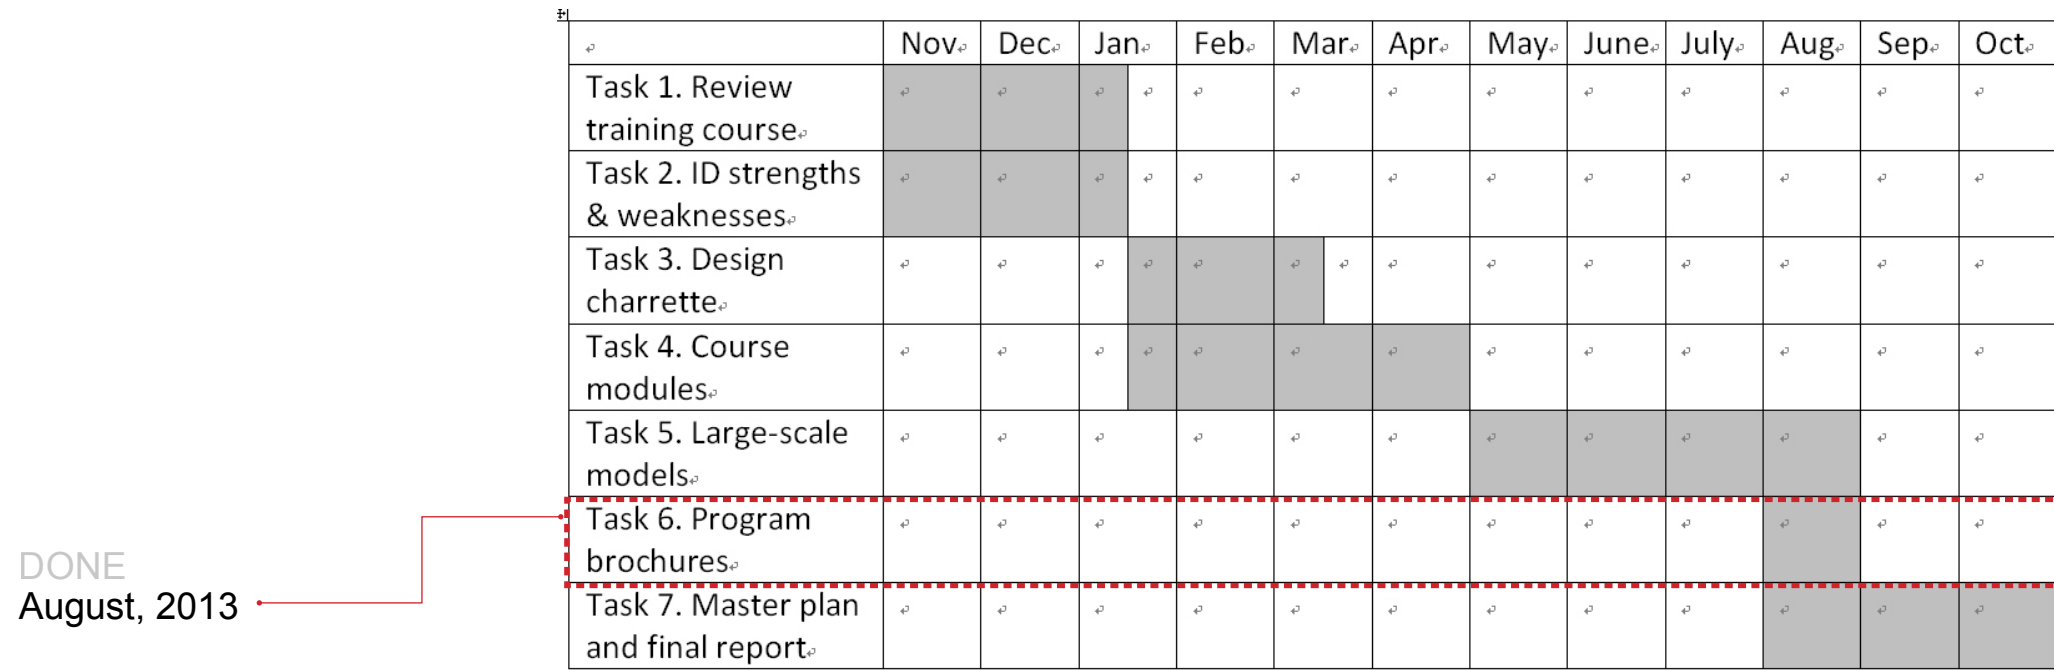 Nov Dec Jan Feb Mar Apr May June July Aug Sep Oct
Task 1. Review
training course
Task 2. ID strengths
& weaknesses
Task 3. Design
charrette
Task 4. Course
modules
Task 5. Large-scale
models
Task 6. Program
brochures
Task 7. Master plan
and final report
DONE
August, 2013